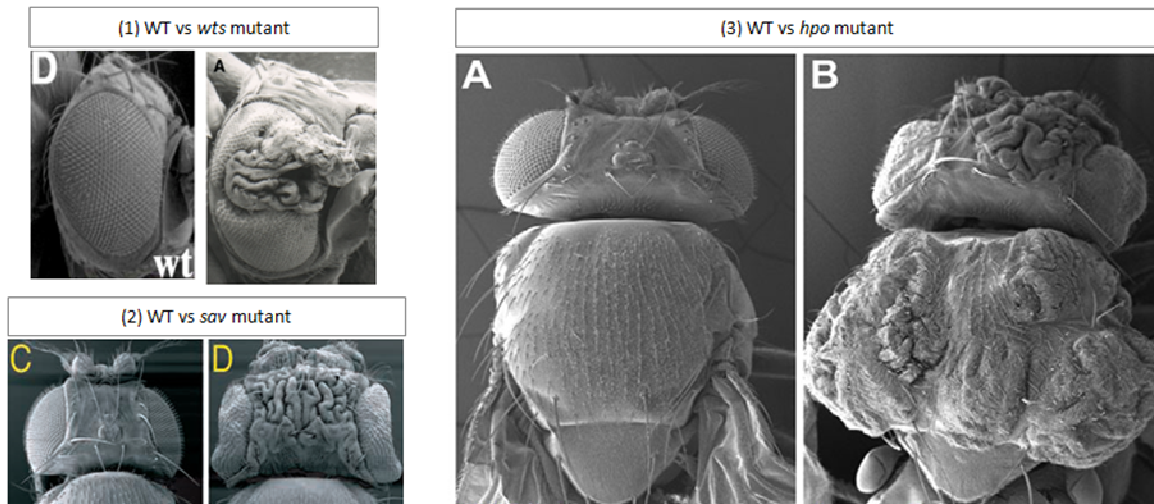 (1) WT vs wts mutant
D
wt
A
(2) WT vs sav mutant
C
D
(3) WT vs hpo mutant
A
B